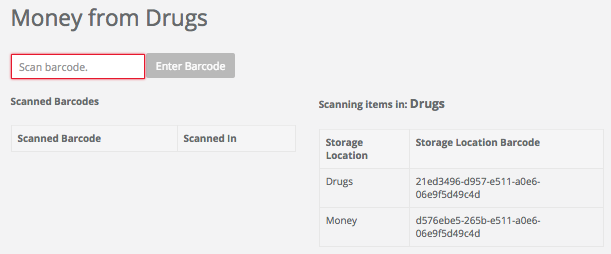 Money from Drugs
Scan barcode.
Enter Barcode
Scanned Barcodes
Scanned Barcode
Scanned In
Scanning items in: Drugs
Storage Location
Storage Location Barcode
Drugs
21ed3496-d957-e511-a0e6-
06e9f5d49c4d
Money
d576ebe5-265b-e511-a0e6-
06e9f5d49c4d